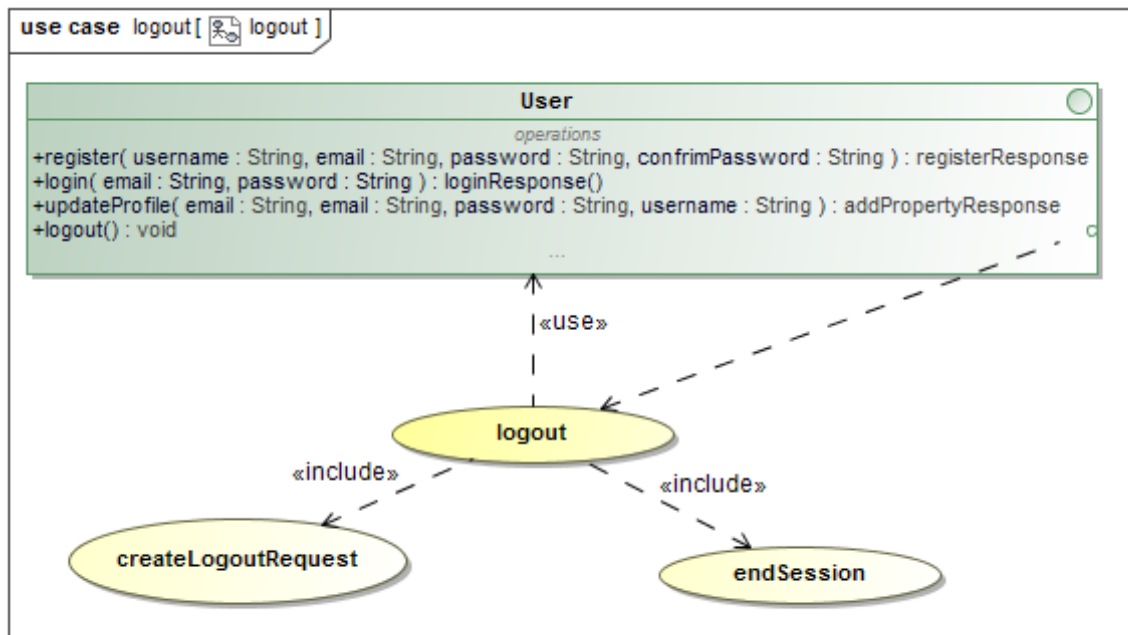 use case logout[ logout ]
User
operations
+register( username : String, email : String, password : String, confrimPassword : String ) : registerResponse
+login( email : String, password : String ) : loginResponse()
+updateProfile( email : String, email : String, password : String, username : String ) : addPropertyResponse
+logout() : void
...
«use»
logout
«include»
«include»
createLogoutRequest
endSession